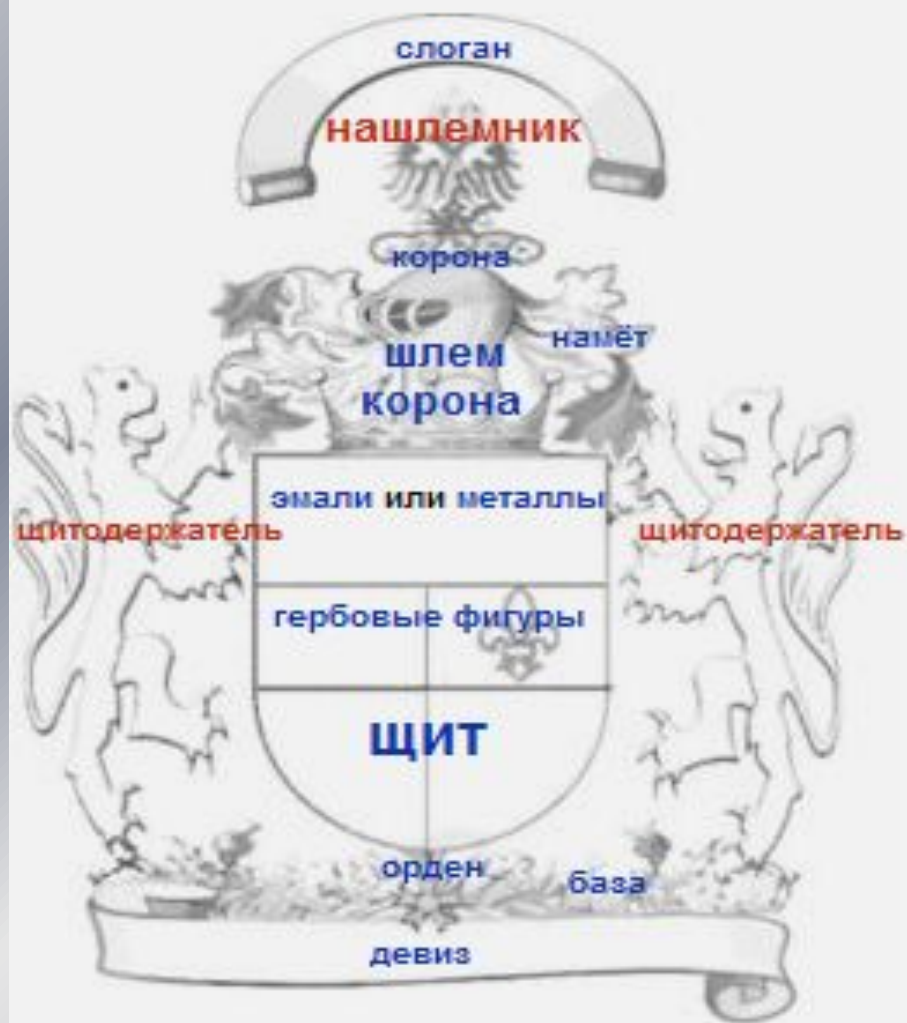 слоган
нашлемник
корона
намёт
шлем
корона
эмали или металлы
щитодержатель
щитодержатель
гербовые фигуры
щит
орден
база
девиз